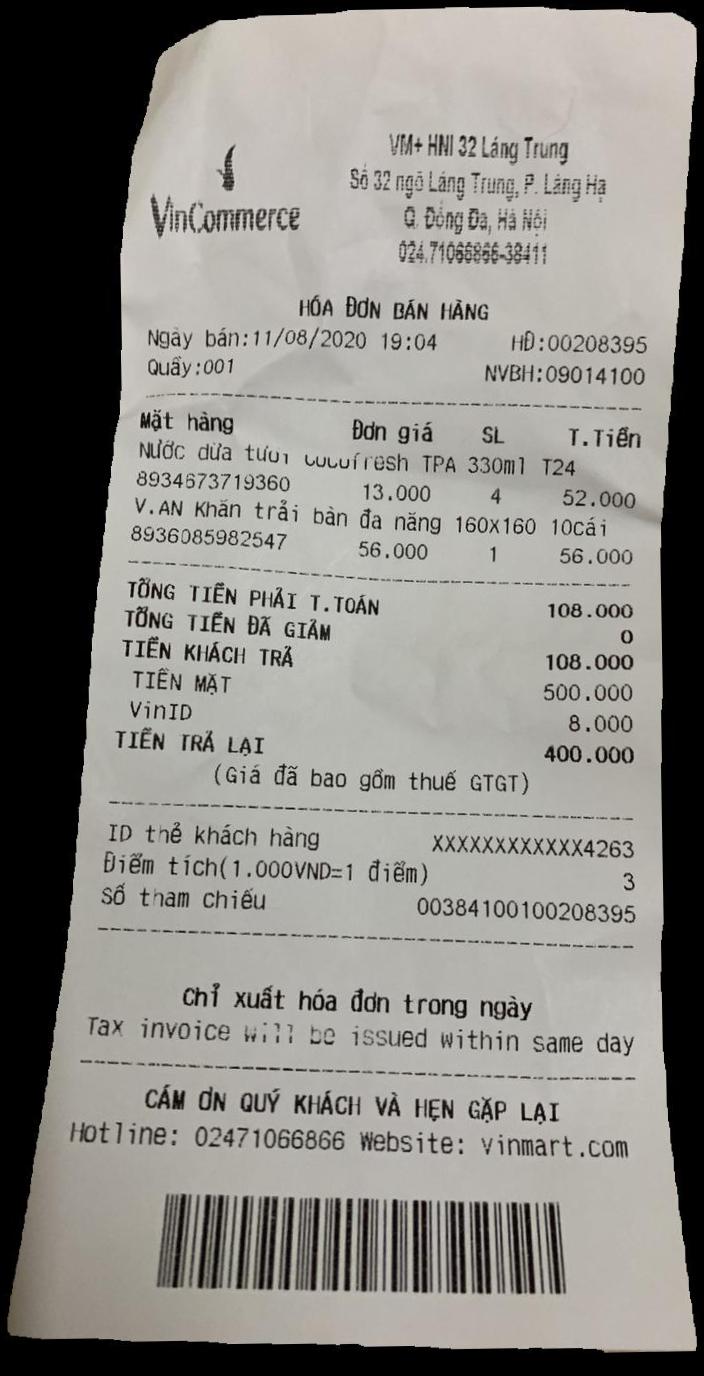 VinCommerce
VM+ HNI 32 Láng Trung
Số 32 ngõ Láng Trung, P. Láng Hạ
Q. Đống Đa, Hà Nội
024.71066866-38411
HÓA ĐƠN BÁN HÀNG
Ngày bán:11/08/2020 19:04 HĐ:00208395
Quầy:001 NVBH:09014100
Mặt hàng Đơn giá SL T.Tiền
Nước dừa tươi Cocofresh TPA 330ml T24
8934673719360 13.000 4 52.000
V.AN Khăn trải bàn đa năng 160X160 10cái
8936085982547 56.000 1 56.000
TỔNG TIỀN PHẢI T.TOÁN 108.000
TỔNG TIỀN ĐÃ GIẢM 0
TIỀN KHÁCH TRẢ 108.000
TIỀN MẶT 500.000
VinID 8.000
TIỀN TRẢ LẠI 400.000
(Giá đã bao gồm thuế GTGT)
ID thẻ khách hàng XXXXXXXXXXXX4263
Điểm tích(1.000VND=1 điểm) 3
Số tham chiếu 00384100100208395
Chỉ xuất hóa đơn trong ngày
Tax invoice will be issued within same day
CẢM ƠN QUÝ KHÁCH VÀ HẸN GẶP LẠI
Hotline: 02471066866 Website: vinmart.com